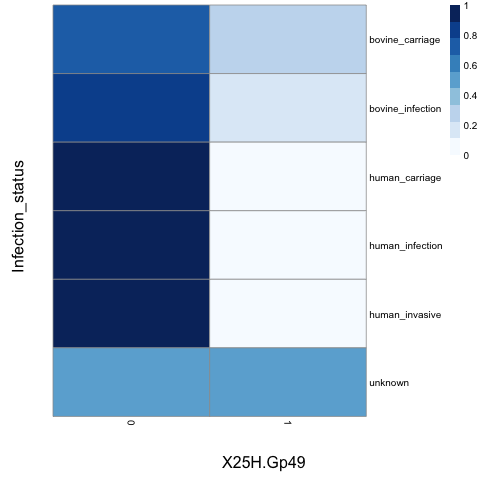 1
0.8
0.6
0.4
0.2
0
bovine_carriage
bovine_infection
human_carriage
human_infection
human_invasive
unknown
Infection_status
0
1
X25H.Gp49